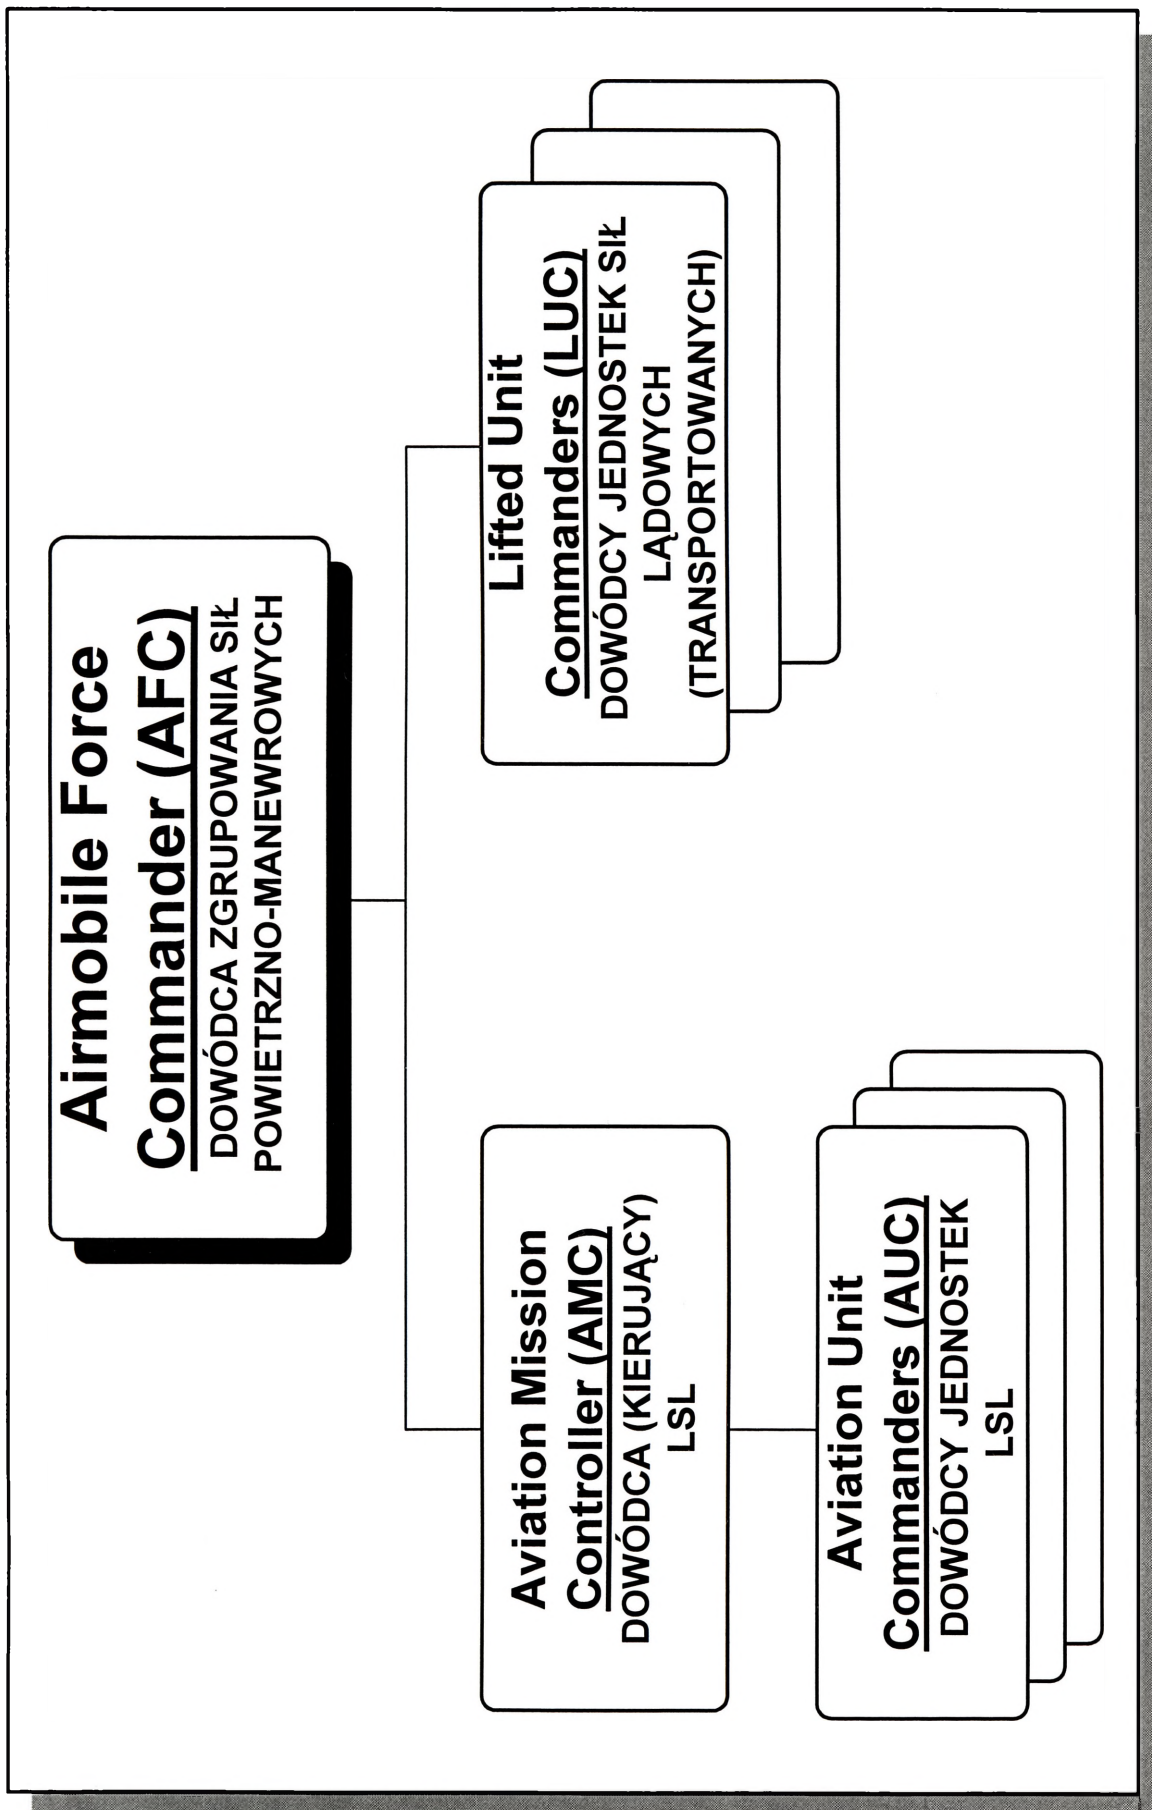 Airmobile Force
Commander (AFC)
DOWÓDCA ZGRUPOWANIA SIŁ
POWIETRZNO-MANEWROWYCH
Aviation Mission
Controller (AMC)
DOWÓDCA (KIERUJĄCY)
LSL
Lifted Unit
Commanders (LUC)
DOWÓDCY JEDNOSTEK SIŁ
LĄDOWYCH
(TRANSPORTOWANYCH)
Aviation Unit
Commanders (AUC)
DOWÓDCY JEDNOSTEK
LSL